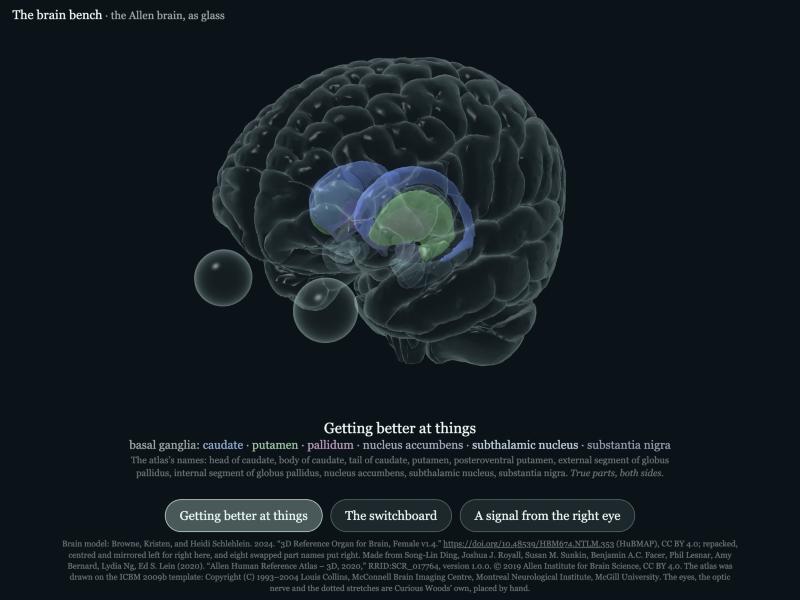 The brain bench · the Allen brain, as glass
Getting better at things
basal ganglia: caudate · putamen · pallidum · nucleus accumbens · subthalamic nucleus · substantia nigra
The atlas's names: head of caudate, body of caudate, tail of caudate, putamen, posteroventral putamen, external segment of globus
pallidus, internal segment of globus pallidus, nucleus accumbens, subthalamic nucleus, substantia nigra. True parts, both sides.
Getting better at things
The switchboard
A signal from the right eye
Brain model: Browne, Kristen, and Heidi Schlehlein. 2024. “3D Reference Organ for Brain, Female v1.4.” https://doi.org/10.48539/HBM674.NTLM.353 (HuBMAP), CC BY 4.0; repacked,
centred and mirrored left for right here, and eight swapped part names put right. Made from Song-Lin Ding, Joshua J. Royall, Susan M. Sunkin, Benjamin A.C. Facer, Phil Lesnar, Amy
Bernard, Lydia Ng, Ed S. Lein (2020). “Allen Human Reference Atlas – 3D, 2020,” RRID:SCR_017764, version 1.0.0. © 2019 Allen Institute for Brain Science, CC BY 4.0. The atlas was
drawn on the ICBM 2009b template: Copyright (C) 1993–2004 Louis Collins, McConnell Brain Imaging Centre, Montreal Neurological Institute, McGill University. The eyes, the optic
nerve and the dotted stretches are Curious Woods' own, placed by hand.